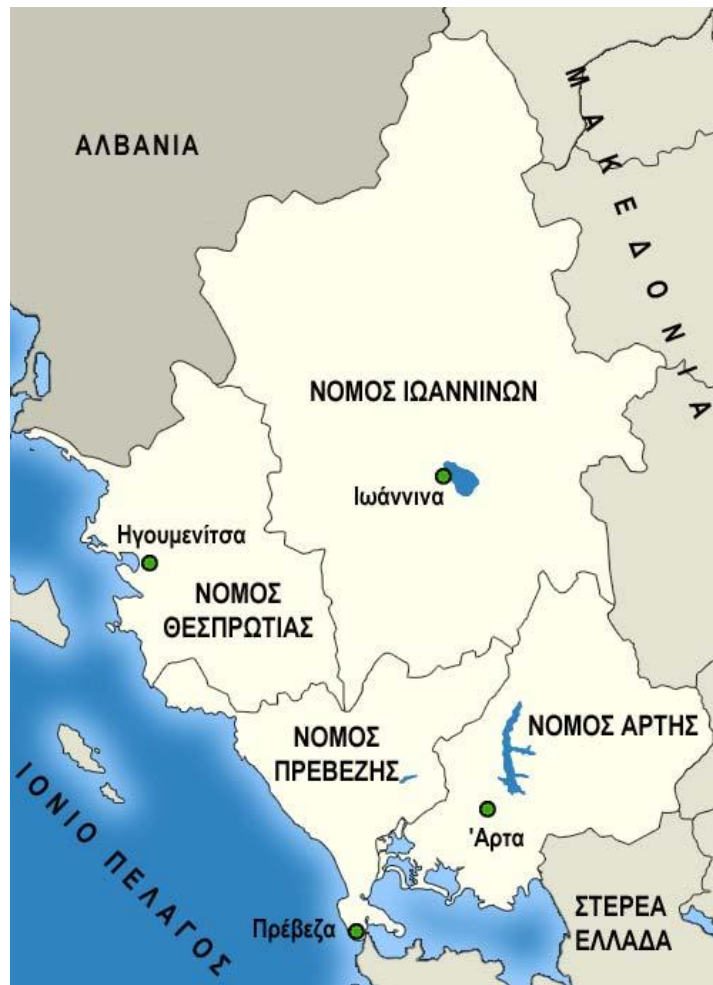 ΑΛΒΑΝΙΑ
ΜΑΚΕΔΟΝΙΑ
ΝΟΜΟΣ ΙΩΑΝΝΙΝΩΝ
Ιωάννινα
Ηγουμενίτσα
ΝΟΜΟΣ
ΘΕΣΠΡΩΤΙΑΣ
ΝΟΜΟΣ ΑΡΤΗΣ
ΝΟΜΟΣ
ΠΡΕΒΕΖΗΣ
ΙΟΝΙΟ ΠΕΛΑΓΟΣ
'Αρτα
Πρέβεζα
ΣΤΕΡΕΑ
ΕΛΛΑΔΑ